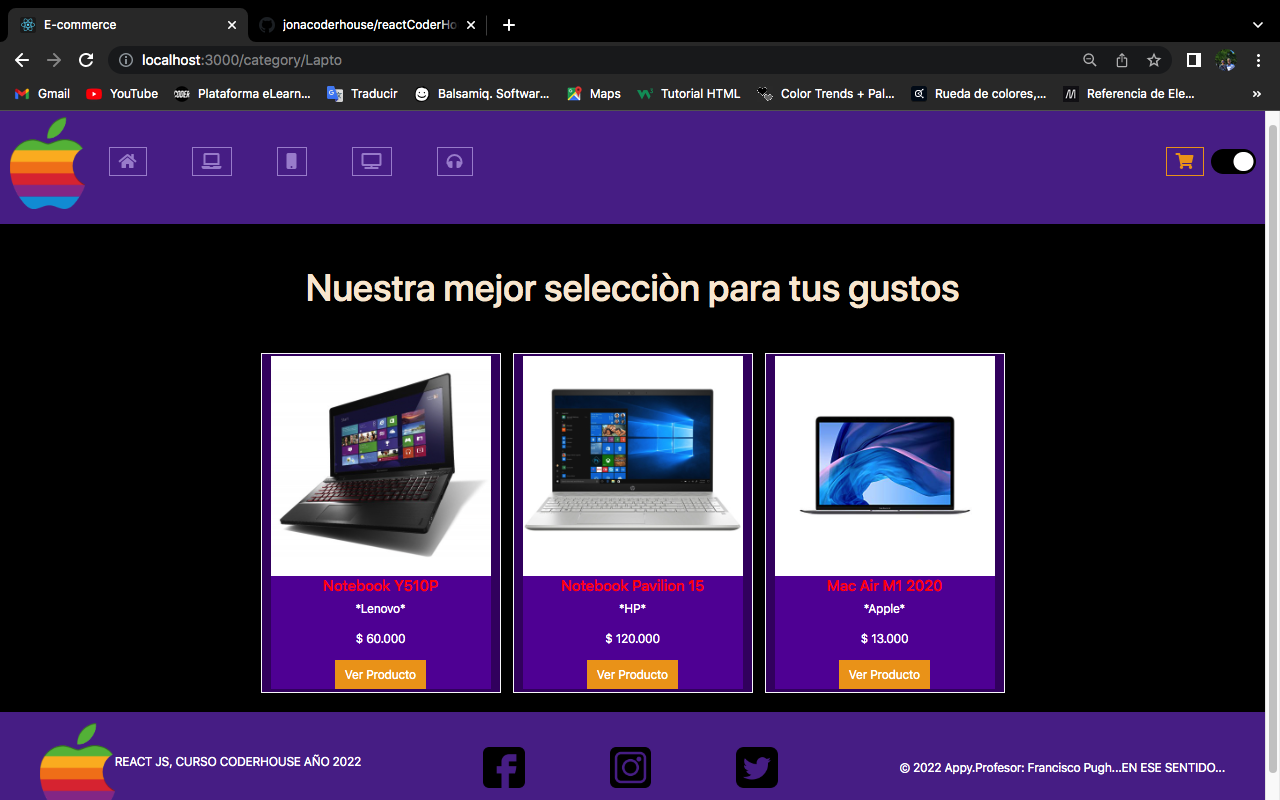 E-commerce
jonacoderhouse/reactCoderHo
localhost:3000/category/Lapto
Gmail
YouTube
CODER
Plataforma eLearn...
Traducir
Balsamiq. Softwar...
Maps
Tutorial HTML
Color Trends + Pal...
Rueda de colores,...
Referencia de Ele...
»
Nuestra mejor selecciòn para tus gustos
Notebook Y510P
*Lenovo*
$ 60.000
Ver Producto
Notebook Pavilion 15
*HP*
$ 120.000
Ver Producto
Mac Air M1 2020
*Apple*
$ 13.000
Ver Producto
REACT JS, CURSO CODERHOUSE AÑO 2022
© 2022 Appy.Profesor: Francisco Pugh...EN ESE SENTIDO...